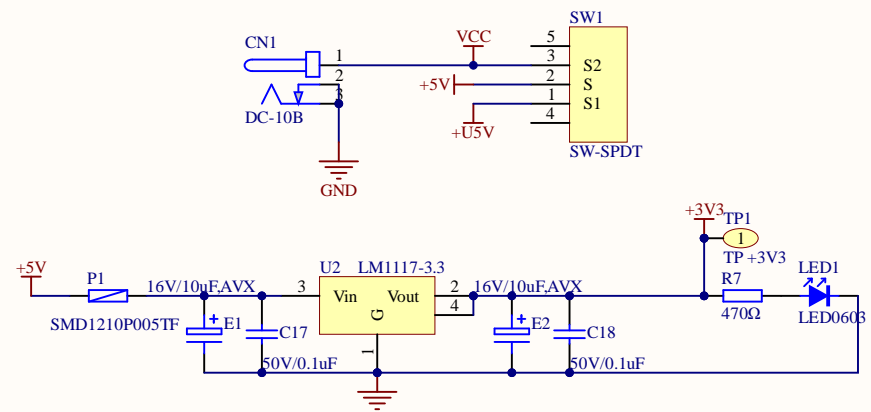 SW1
CN1
VCC
5
1
3
S2
2
+5V
2
S
3
1
S1
DC-10B
4
+U5V
SW-SPDT
GND
+3V3
TP1
1
TP +3V3
+5V
P1
U2
LM1117-3.3
R7
LED1
16V/10uF,AVX
3
Vin
Vout
2
16V/10uF,AVX
4
G
SMD1210P005TF
E1
C17
1
E2
C18
470Ω
LED0603
50V/0.1uF
50V/0.1uF